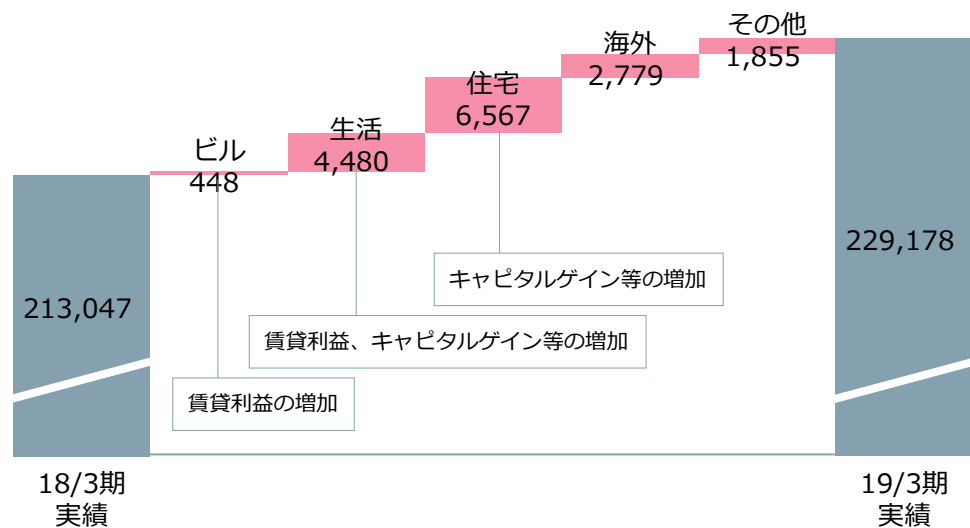 その他
1,855
海外
2,779
住宅
6,567
生活
4,480
ビル
448
213,047
229,178
キャピタルゲイン等の増加
賃貸利益、キャピタルゲイン等の増加
賃貸利益の増加
18/3期
実績
19/3期
実績